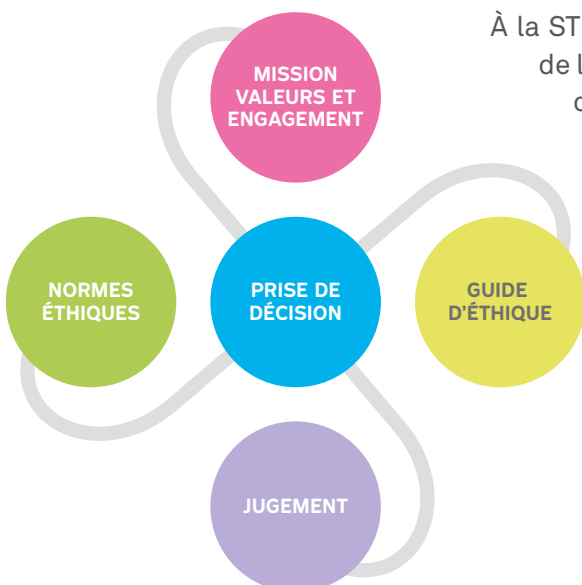 À la ST
de l
MISSION
VALEURS ET
ENGAGEMENT
NORMES
ÉTHIQUES
PRISE DE
DÉCISION
GUIDE
D'ÉTHIQUE
JUGEMENT